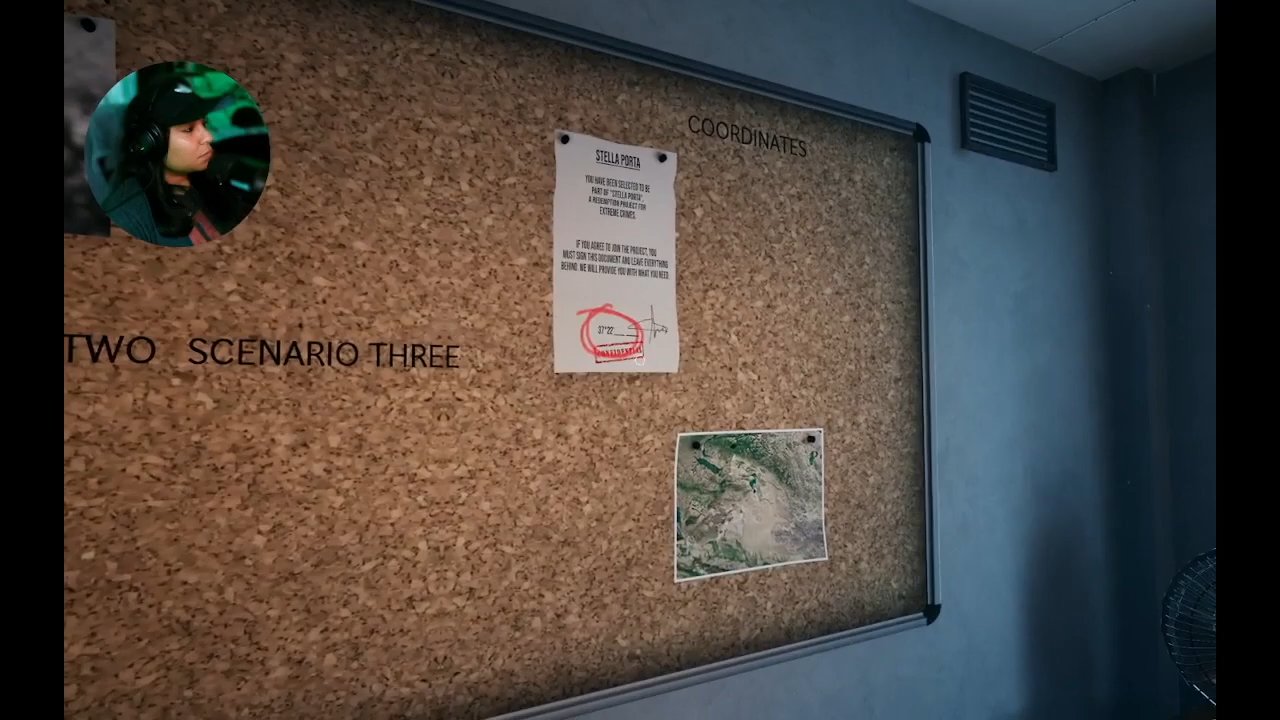 COORDINATES
STELLA PORTA
YOU HAVE BEEN SELECTED TO BE
PART OF "STELLA PORTA",
A REDEMPTION PROJECT FOR
EXTREME CRIMES.
IF YOU AGREE TO JOIN THE PROJECT, YOU
MUST SIGN THIS DOCUMENT AND LEAVE EVERYTHING
BEHIND. WE WILL PROVIDE YOU WITH WHAT YOU NEED.
37°22'
CONFIDENTIAL
TWO SCENARIO THREE